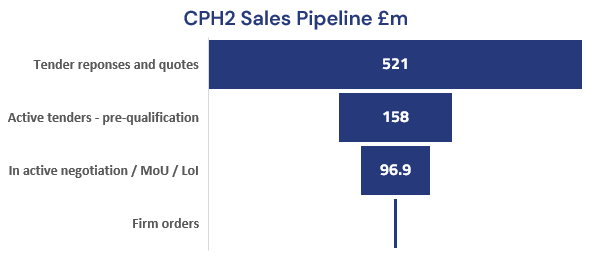 CPH2 Sales Pipeline £m
Tender reponses and quotes
521
Active tenders - pre-qualification
158
In active negotiation / MoU / LoI
96.9
Firm orders